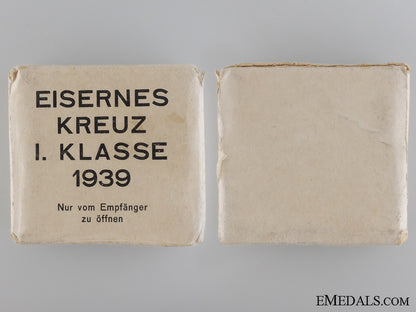 EISERNES
KREUZ
I. KLASSE
1939
Nur vom Empfänger
zu öffnen
EMEDALS.COM